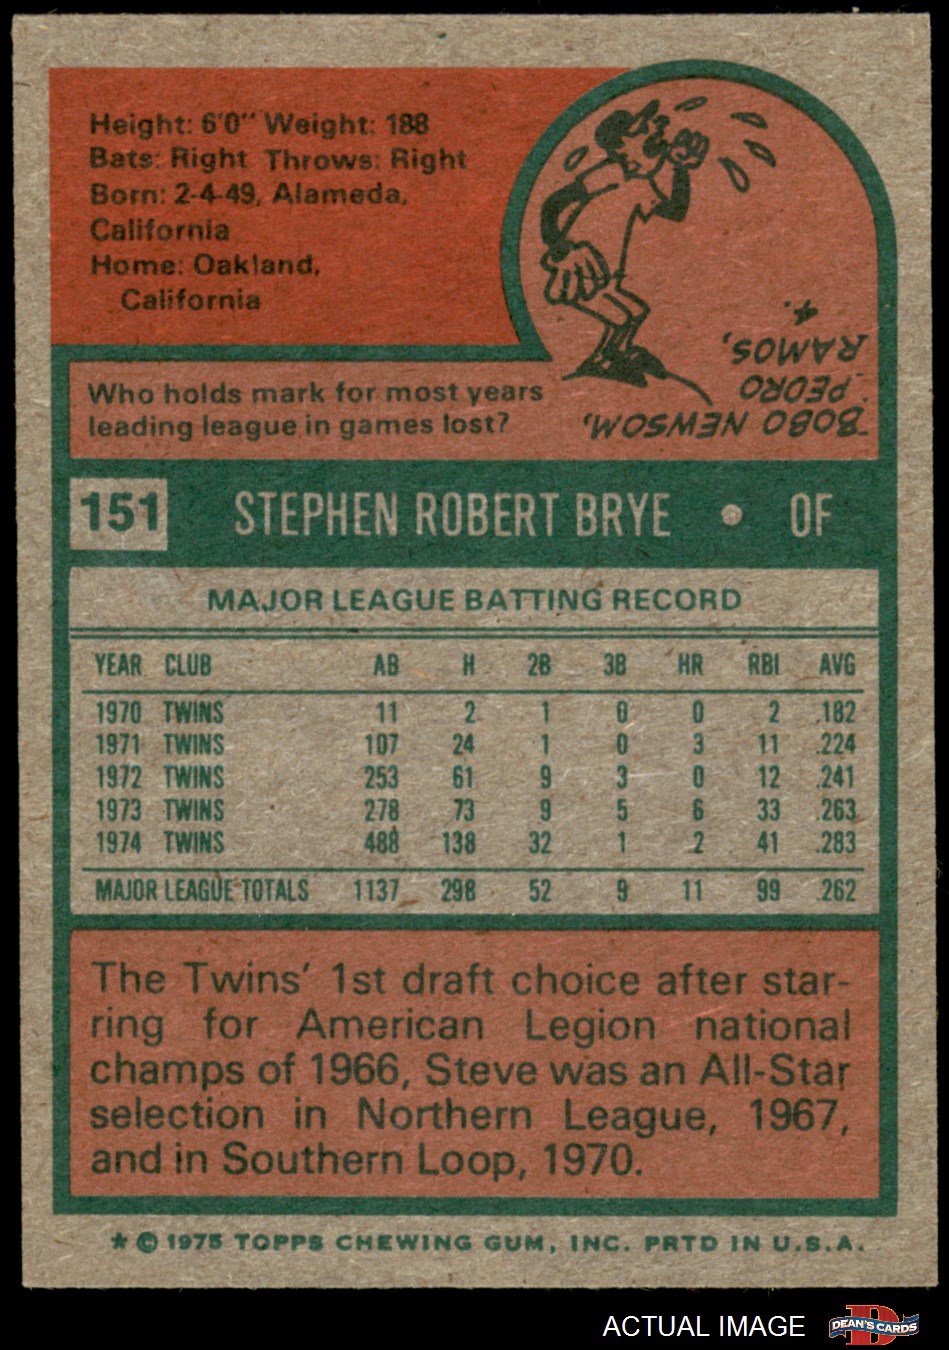 Height: 6'0" Weight: 188
Bats: Right Throws: Right
Born: 2-4-49, Alameda,
California
Home: Oakland,
California
Who holds mark for most years
leading league in games lost?
BOBO NEWSOM,
PEDRO
RAMOS,
4.
151 STEPHEN ROBERT BRYE • OF
MAJOR LEAGUE BATTING RECORD
YEAR CLUB AB H 2B 3B HR RBI AVG
1970 TWINS 11 2 1 0 0 2 .182
1971 TWINS 107 24 1 0 3 11 .224
1972 TWINS 253 61 9 3 0 12 .241
1973 TWINS 278 73 9 5 6 33 .263
1974 TWINS 488 138 32 1 2 41 .283
MAJOR LEAGUE TOTALS 1137 298 52 9 11 99 .262
The Twins' 1st draft choice after star-
ring for American Legion national
champs of 1966, Steve was an All-Star
selection in Northern League, 1967,
and in Southern Loop, 1970.
* © 1975 TOPPS CHEWING GUM, INC. PRTD IN U.S.A.
ACTUAL IMAGE
DEAN'S CARDS